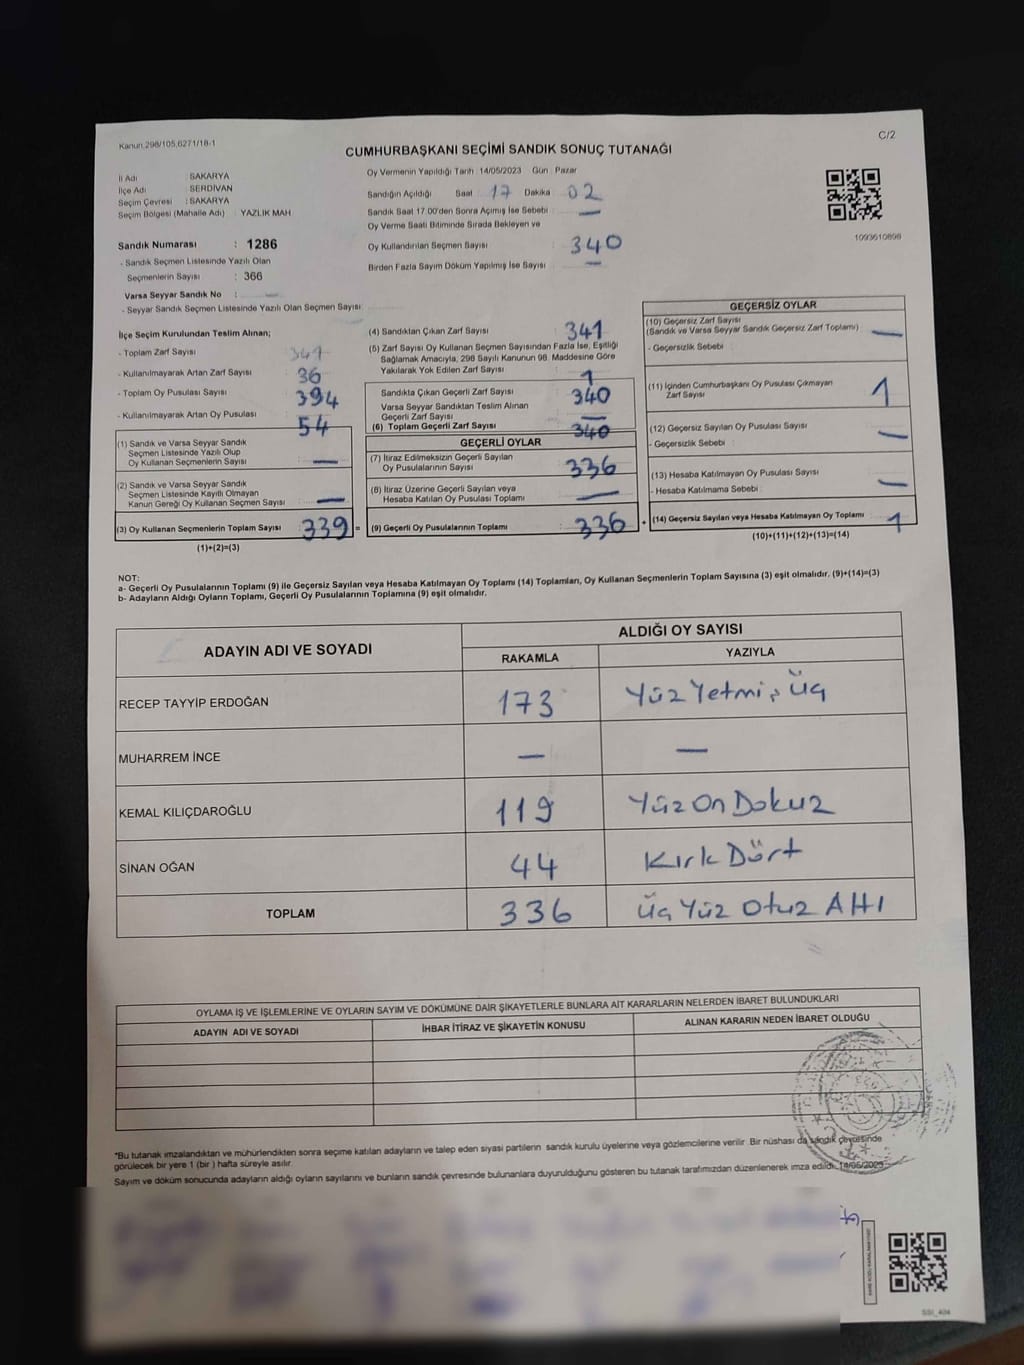 Kanun,298/105,6271/18-1
C/2
CUMHURBAŞKANI SEÇİMİ SANDIK SONUÇ TUTANAĞI
İl Adı : SAKARYA
İlçe Adı : SERDİVAN
Seçim Çevresi : SAKARYA
Seçim Bölgesi (Mahalle Adı) : YAZLIK MAH
Sandık Numarası : 1286
- Sandık Seçmen Listesinde Yazılı Olan
Seçmenlerin Sayısı : 366
Varsa Seyyar Sandık No :
- Seyyar Sandık Seçmen Listesinde Yazılı Olan Seçmen Sayısı
Oy Vermenin Yapıldığı Tarih 14/05/2023 Gün : Pazar
Sandığın Açıldığı Saat 17 Dakika 02
Sandık Saat 17.00'den Sonra Açımış İse Sebebi : —
Oy Verme Saati Bitiminde Sırada Bekleyen ve
Oy Kullandırılan Seçmen Sayısı : 340
Birden Fazla Sayım Döküm Yapılmış İse Sayısı : —
1093610898
İlçe Seçim Kurulundan Teslim Alınan;
- Toplam Zarf Sayısı
- Kullanılmayarak Artan Zarf Sayısı : 36
- Toplam Oy Pusulası Sayısı : 394
- Kullanılmayarak Artan Oy Pusulası : 54
(1) Sandık ve Varsa Seyyar Sandık
Seçmen Listesinde Yazılı Olup
Oy Kullanan Seçmenlerin Sayısı : —
(2) Sandık ve Varsa Seyyar Sandık
Seçmen Listesinde Kayıtlı Olmayan
Kanun Gereği Oy Kullanan Seçmen Sayısı : —
(3) Oy Kullanan Seçmenlerin Toplam Sayısı : 339 =
(1)+(2)=(3)
(4) Sandıktan Çıkan Zarf Sayısı : 341
(5) Zarf Sayısı Oy Kullanan Seçmen Sayısından Fazla İse, Eşitliği
Sağlamak Amacıyla, 298 Sayılı Kanunun 98. Maddesine Göre
Yakılarak Yok Edilen Zarf Sayısı : 1
Sandıkta Çıkan Geçerli Zarf Sayısı : 340
Varsa Seyyar Sandıktan Teslim Alınan
Geçerli Zarf Sayısı : —
(6) Toplam Geçerli Zarf Sayısı : 340
GEÇERLİ OYLAR
(7) İtiraz Edilmeksizin Geçerli Sayılan
Oy Pusulalarının Sayısı : 336
(8) İtiraz Üzerine Geçerli Sayılan veya
Hesaba Katılan Oy Pusulası Toplamı : —
(9) Geçerli Oy Pusulalarının Toplamı : 336 +
GEÇERSİZ OYLAR
(10) Geçersiz Zarf Sayısı
(Sandık ve Varsa Seyyar Sandık Geçersiz Zarf Toplamı) : —
- Geçersizlik Sebebi :
(11) İçinden Cumhurbaşkanı Oy Pusulası Çıkmayan
Zarf Sayısı : 1
(12) Geçersiz Sayılan Oy Pusulası Sayısı : —
- Geçersizlik Sebebi :
(13) Hesaba Katılmayan Oy Pusulası Sayısı : —
- Hesaba Katılmama Sebebi :
(14) Geçersiz Sayılan veya Hesaba Katılmayan Oy Toplamı : 1
(10)+(11)+(12)+(13)=(14)
NOT:
a- Geçerli Oy Pusulalarının Toplamı (9) ile Geçersiz Sayılan veya Hesaba Katılmayan Oy Toplamı (14) Toplamları, Oy Kullanan Seçmenlerin Toplam Sayısına (3) eşit olmalıdır. (9)+(14)=(3)
b- Adayların Aldığı Oyların Toplamı, Geçerli Oy Pusulalarının Toplamına (9) eşit olmalıdır.
ADAYIN ADI VE SOYADI
ALDIĞI OY SAYISI
RAKAMLA YAZIYLA
RECEP TAYYİP ERDOĞAN 173 Yüz Yetmiş Üç
MUHARREM İNCE — —
KEMAL KILIÇDAROĞLU 119 Yüz On Dokuz
SİNAN OĞAN 44 Kırk Dört
TOPLAM 336 Üç Yüz Otuz Altı
OYLAMA İŞ VE İŞLEMLERİNE VE OYLARIN SAYIM VE DÖKÜMÜNE DAİR ŞİKAYETLERLE BUNLARA AİT KARARLARIN NELERDEN İBARET BULUNDUKLARI
ADAYIN ADI VE SOYADI İHBAR İTİRAZ VE ŞİKAYETİN KONUSU ALINAN KARARIN NEDEN İBARET OLDUĞU
*Bu tutanak imzalandıktan ve mühürlendikten sonra seçime katılan adayların ve talep eden siyasi partilerin sandık kurulu üyelerine veya gözlemcilerine verilir. Bir nüshası da sandık çevresinde
görülecek bir yere 1 (bir ) hafta süreyle asılır.
Sayım ve döküm sonucunda adayların aldığı oyların sayılarını ve bunların sandık çevresinde bulunanlara duyurulduğunu gösteren bu tutanak tarafımızdan düzenlenerek imza edildi. 14/05/2023
SSI_404